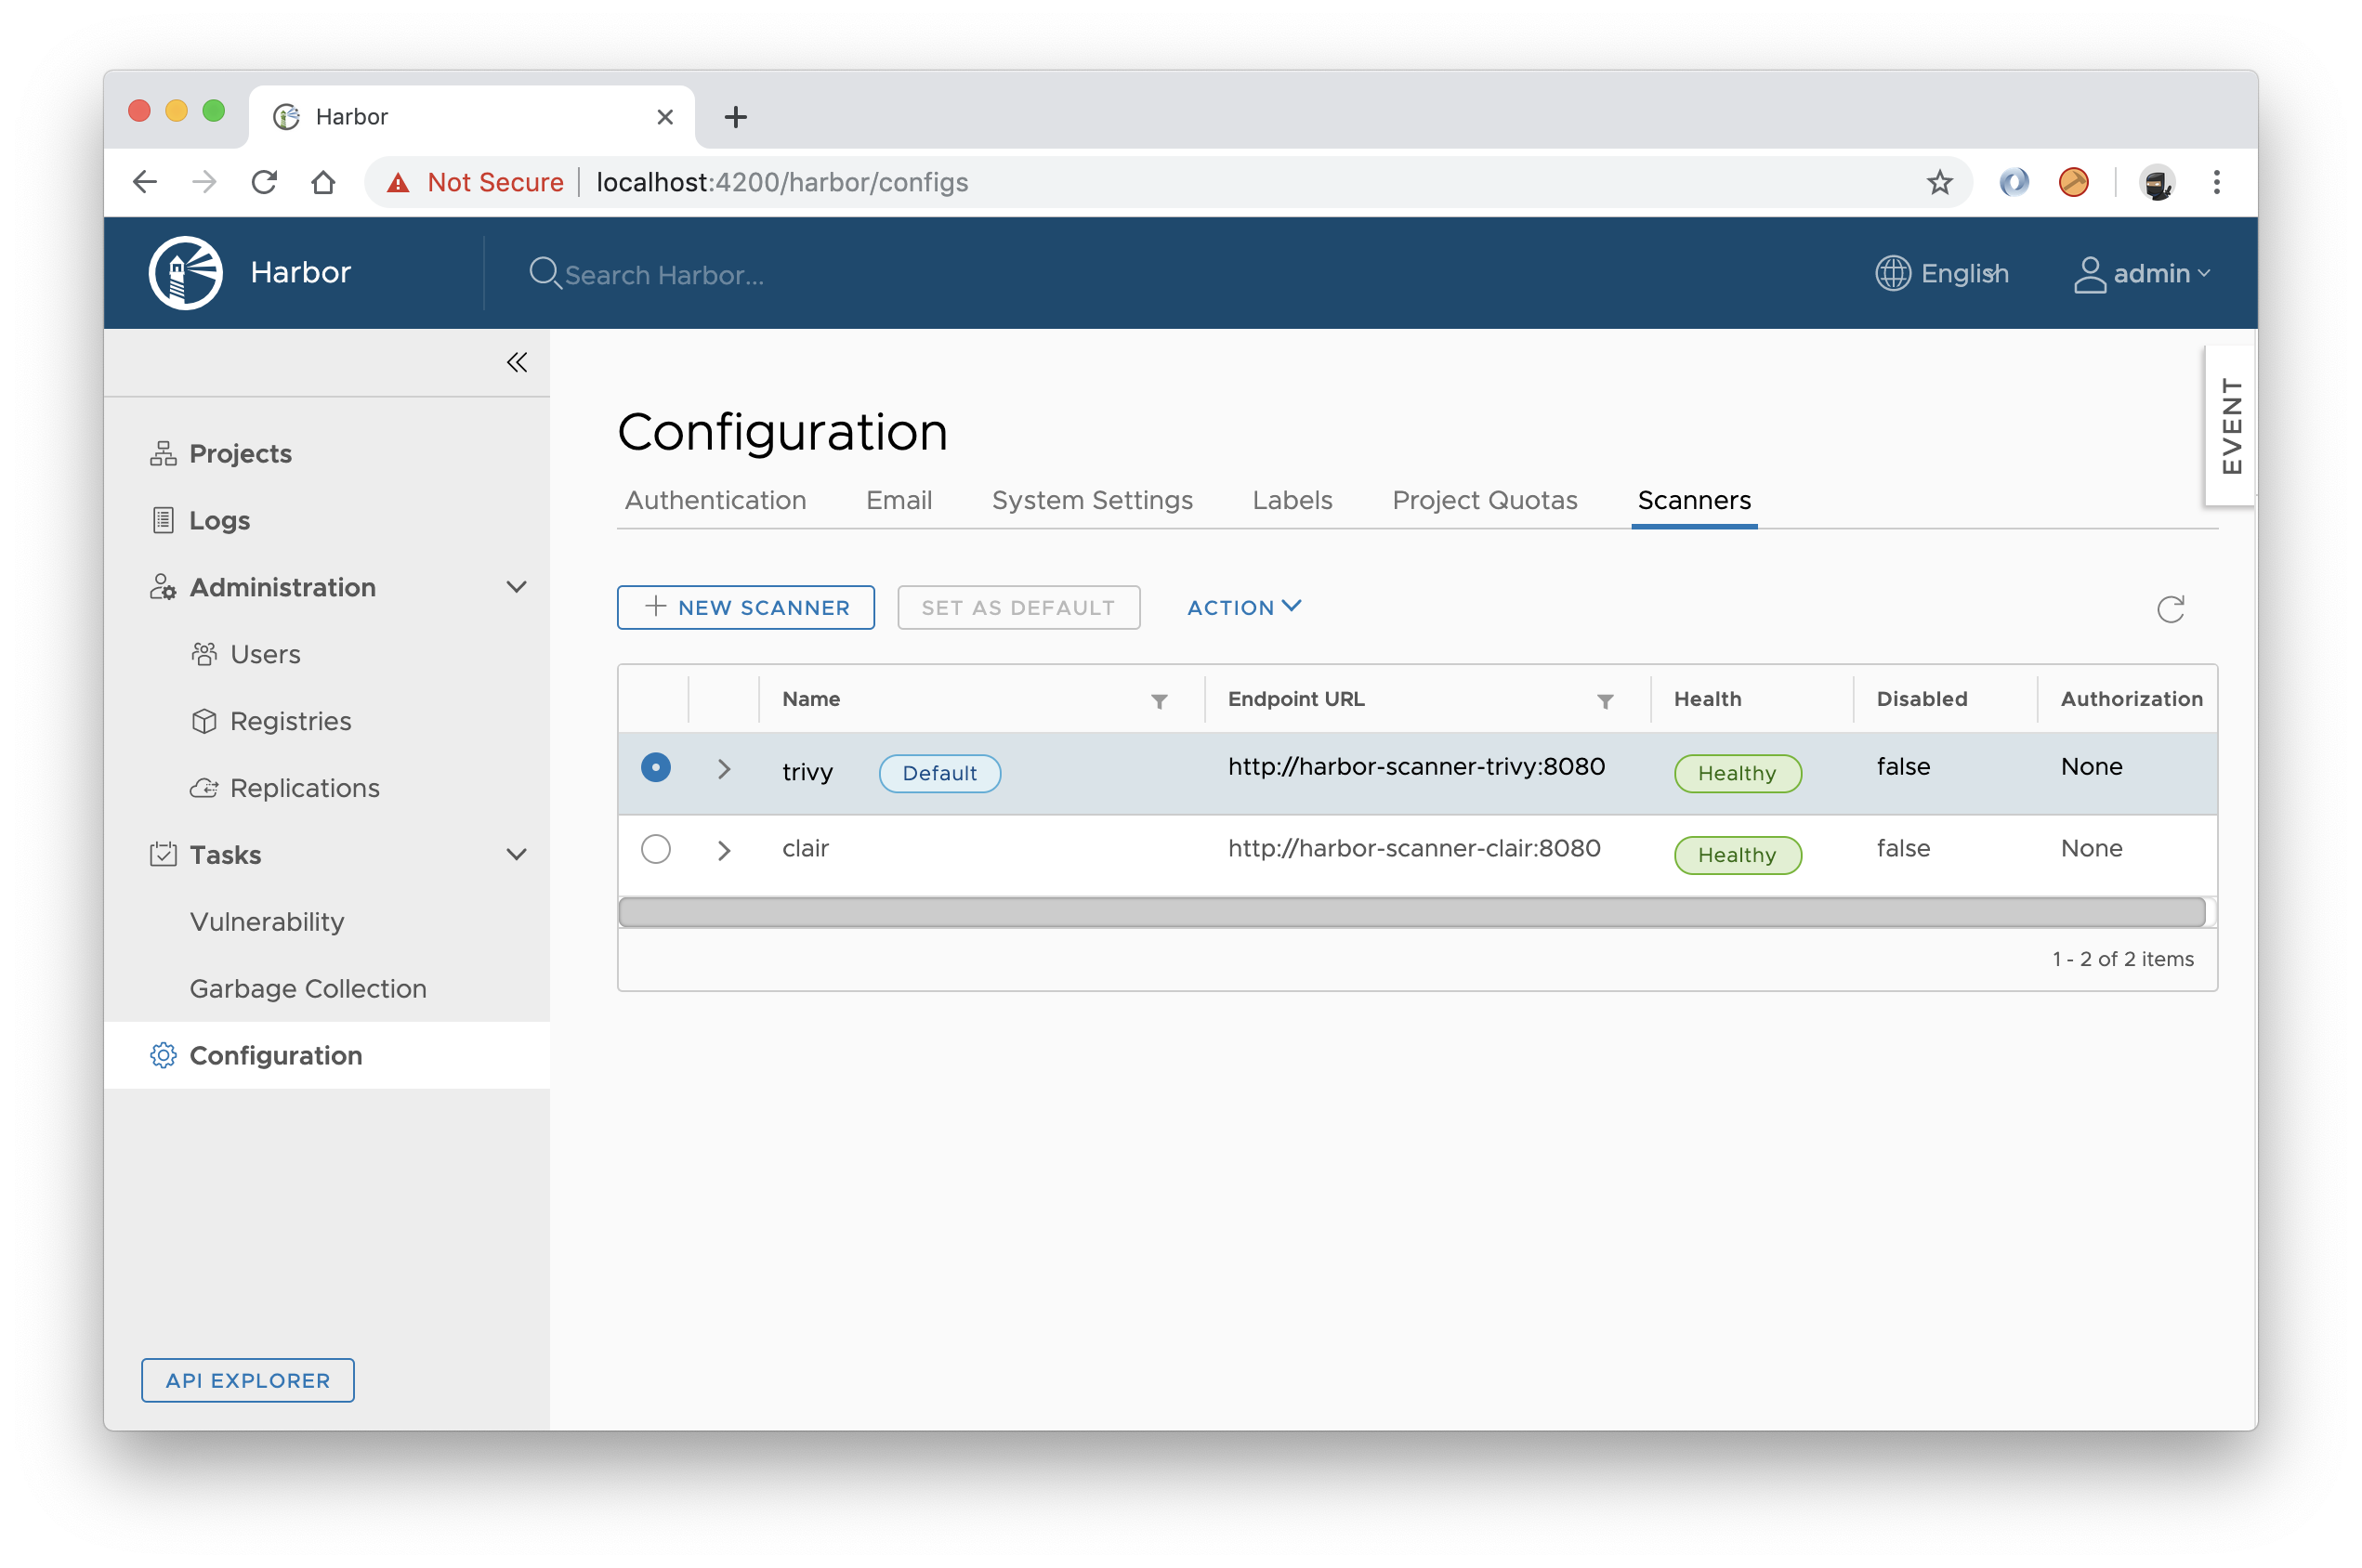 Harbor
Not Secure localhost:4200/harbor/configs
Harbor
Search Harbor...
English
admin
EVENT
Projects
Logs
Administration
Users
Registries
Replications
Tasks
Vulnerability
Garbage Collection
Configuration
API EXPLORER
Configuration
Authentication Email System Settings Labels Project Quotas Scanners
NEW SCANNER SET AS DEFAULT ACTION
Name Endpoint URL Health Disabled Authorization
trivy Default http://harbor-scanner-trivy:8080 Healthy false None
clair http://harbor-scanner-clair:8080 Healthy false None
1 - 2 of 2 items